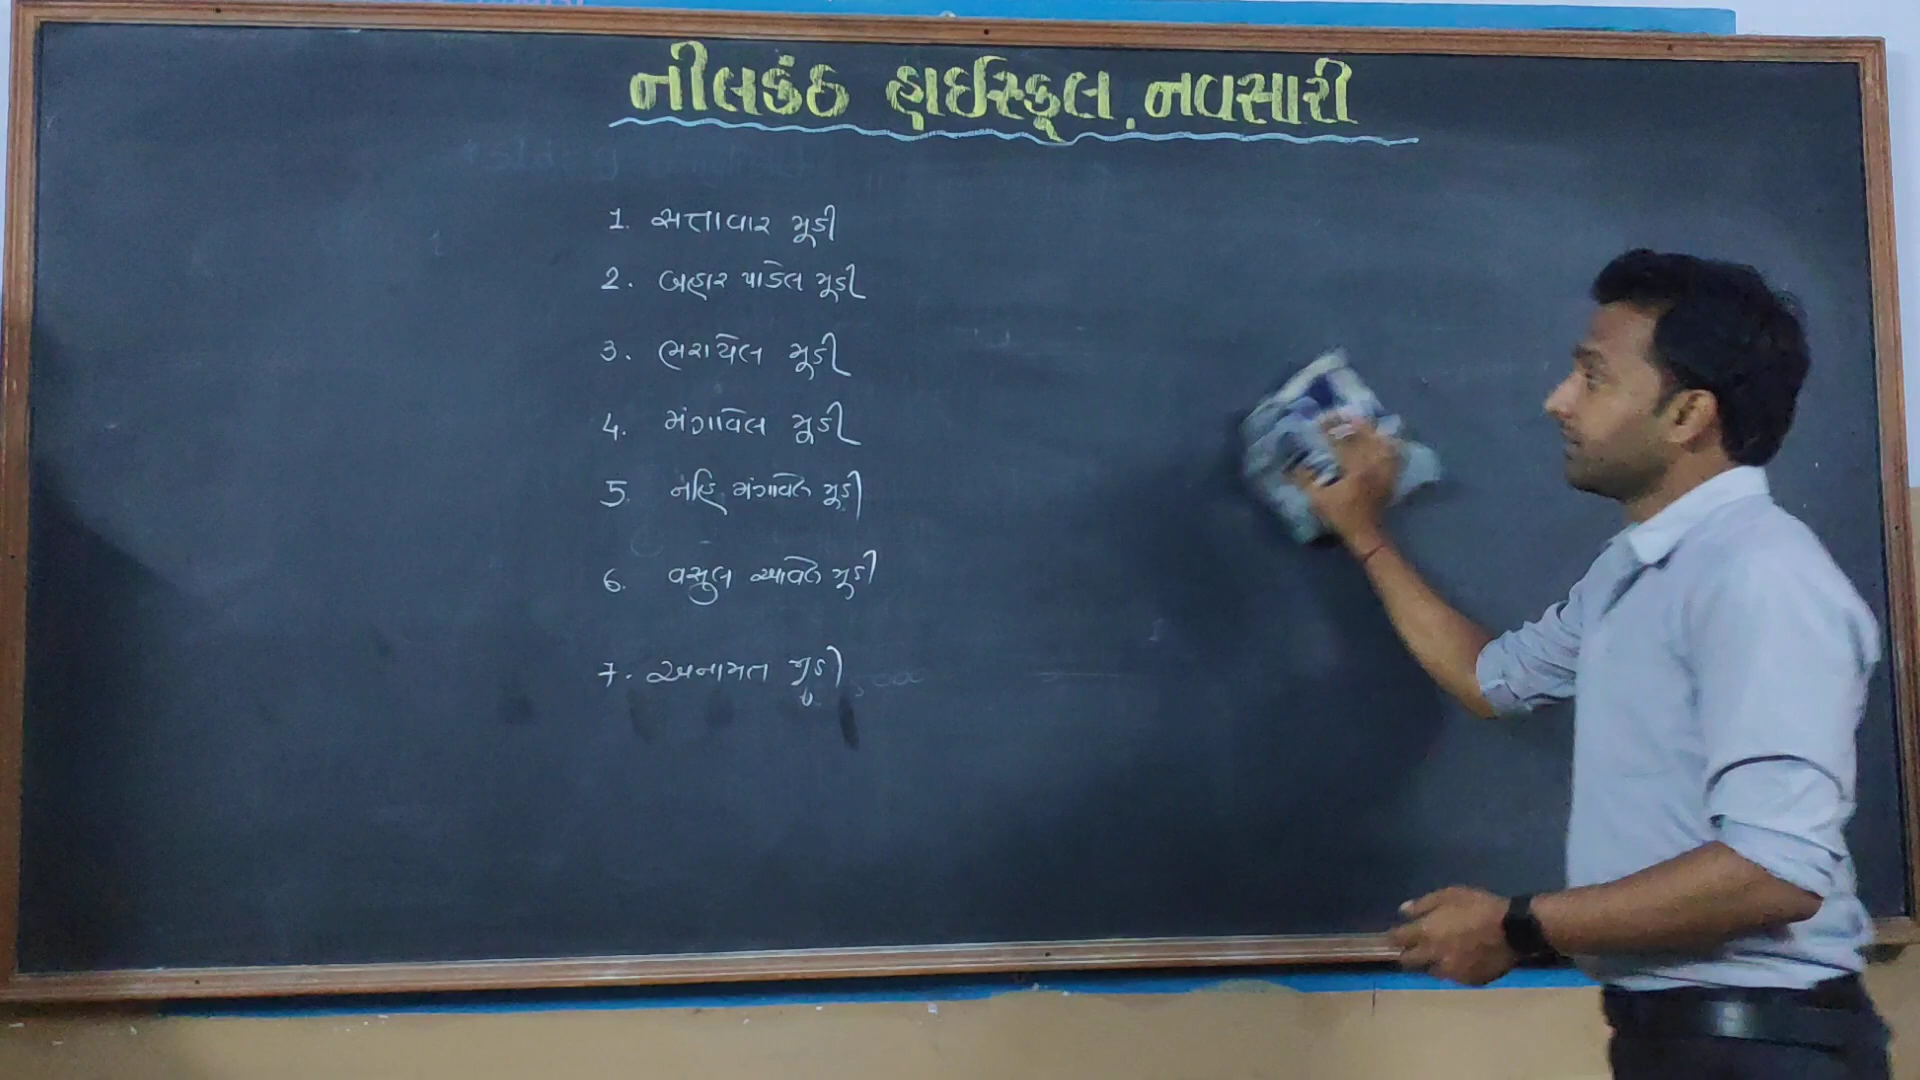 નીલકંઠ હાઈસ્કૂલ. નવસારી
1. સત્તાવાર મૂડી
2. બહાર પાડેલ મૂડી
3. ભરાયેલ મૂડી
4. મંગાવેલ મૂડી
5. નહિ મંગાવેલ મૂડી
6. વસુલ આવેલ મૂડી
7. અનામત મૂડી